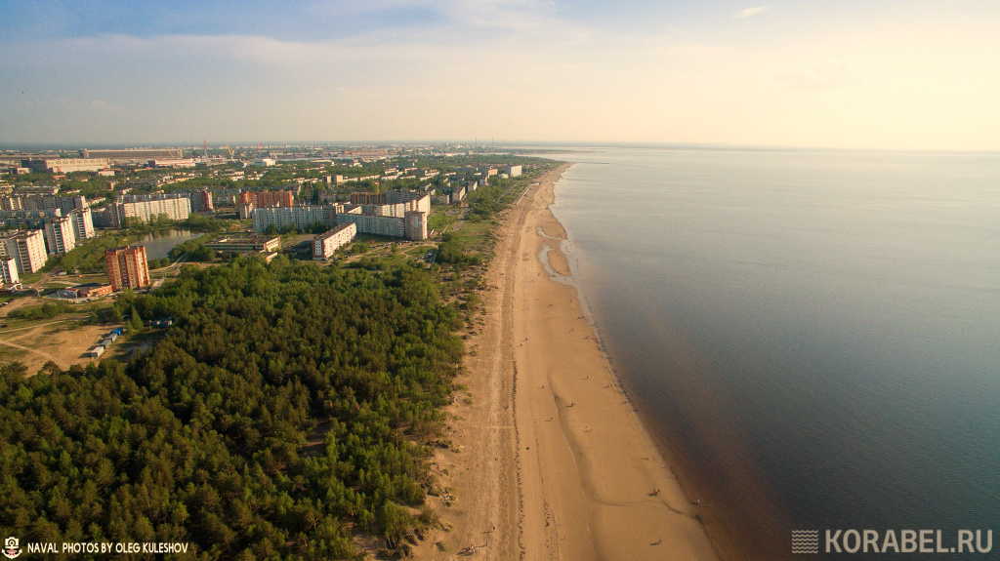 NAVAL PHOTOS BY OLEG KULESHOV
KORABEL.RU